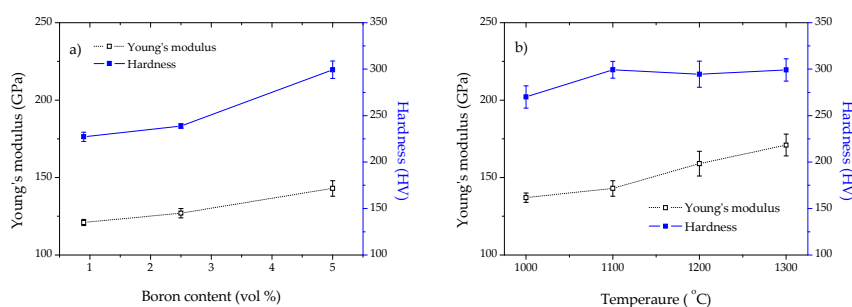 a)
Young's modulus
Hardness
Young's modulus (GPa)
250
200
150
100
Hardness (HV)
350
300
250
200
150
100
1 2 3 4 5
Boron content (vol %)
b)
Young's modulus
Hardness
Young's modulus (GPa)
250
200
150
100
Hardness (HV)
350
300
250
200
150
100
1000 1100 1200 1300
Temperaure ( °C)